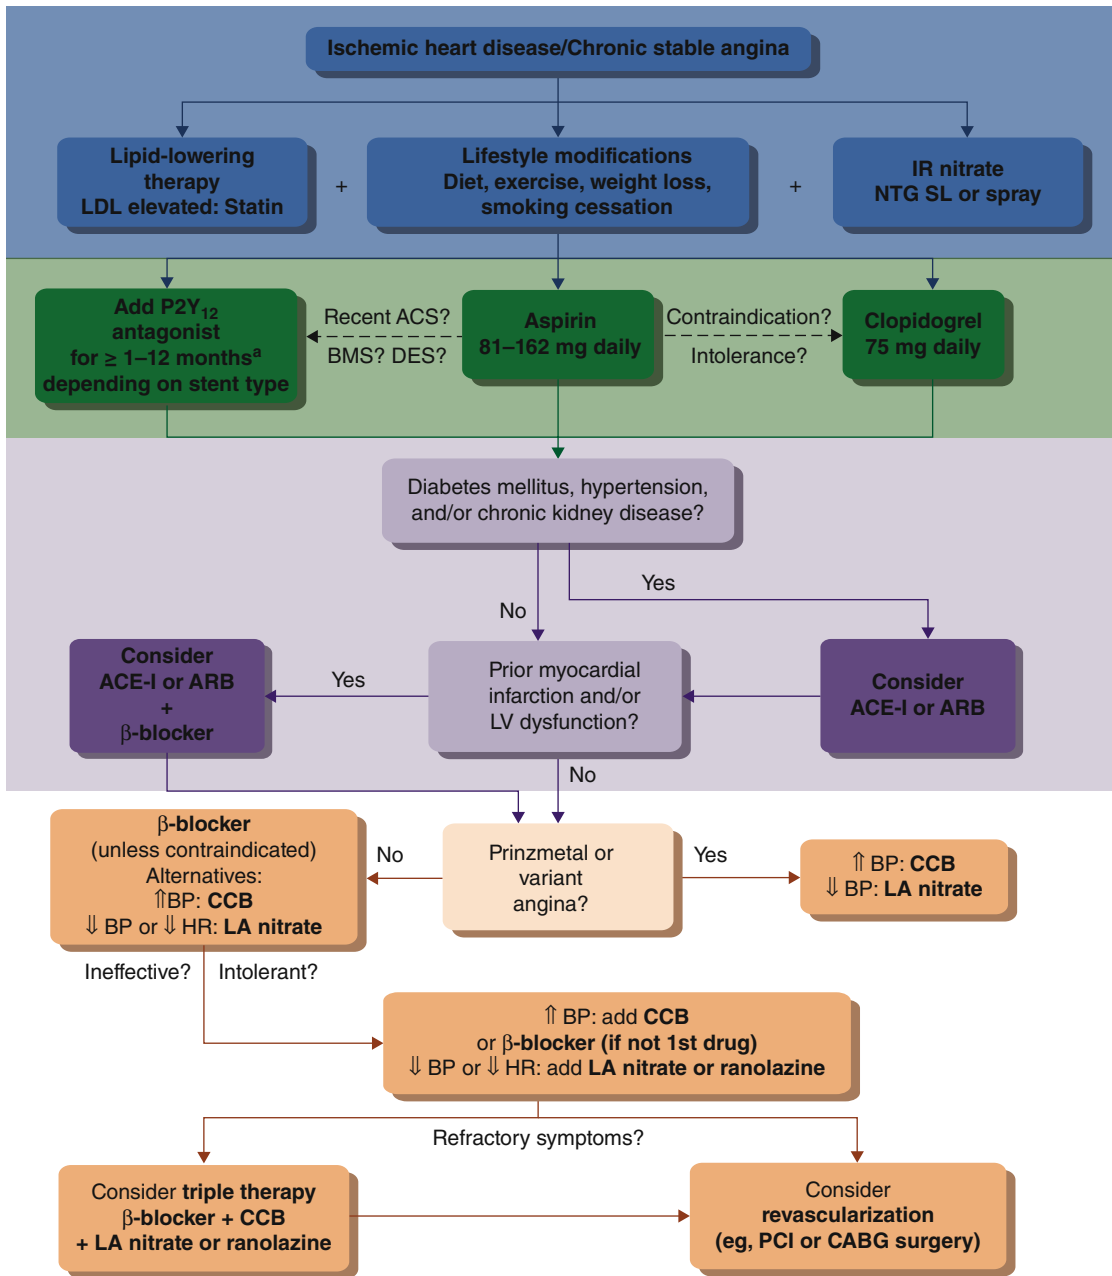 Ischemic heart disease/Chronic stable angina
Lipid-lowering
therapy
LDL elevated: Statin
+
Lifestyle modifications
Diet, exercise, weight loss,
smoking cessation
+
IR nitrate
NTG SL or spray
Add P2Y12
antagonist
for ≥ 1–12 monthsᵃ
depending on stent type
Recent ACS?
BMS? DES?
Aspirin
81–162 mg daily
Contraindication?
Intolerance?
Clopidogrel
75 mg daily
Diabetes mellitus, hypertension,
and/or chronic kidney disease?
Yes
No
Consider
ACE-I or ARB
+
β-blocker
Yes
Prior myocardial
infarction and/or
LV dysfunction?
Consider
ACE-I or ARB
No
β-blocker
(unless contraindicated)
Alternatives:
⇑BP: CCB
⇓ BP or ⇓ HR: LA nitrate
No
Prinzmetal or
variant
angina?
Yes
⇑ BP: CCB
⇓ BP: LA nitrate
Ineffective? Intolerant?
⇑ BP: add CCB
or β-blocker (if not 1st drug)
⇓ BP or ⇓ HR: add LA nitrate or ranolazine
Refractory symptoms?
Consider triple therapy
β-blocker + CCB
+ LA nitrate or ranolazine
Consider
revascularization
(eg, PCI or CABG surgery)